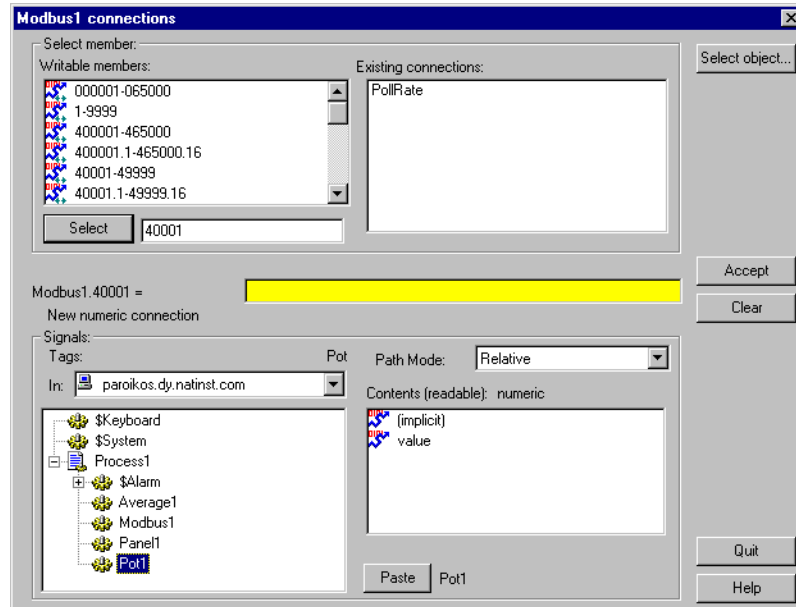 Modbus1 connections
Select member:
Writable members:
000001-065000
1-9999
400001-465000
400001.1-465000.16
40001-49999
40001.1-49999.16
Select
40001
Existing connections:
PollRate
Select object...
Accept
Clear
Modbus1.40001 =
New numeric connection
Signals:
Tags:
Pot
In:
paroikos.dy.natinst.com
$Keyboard
$System
Process1
$Alarm
Average1
Modbus1
Panel1
Pot1
Path Mode:
Relative
Contents (readable): numeric
(implicit)
value
Paste
Pot1
Quit
Help